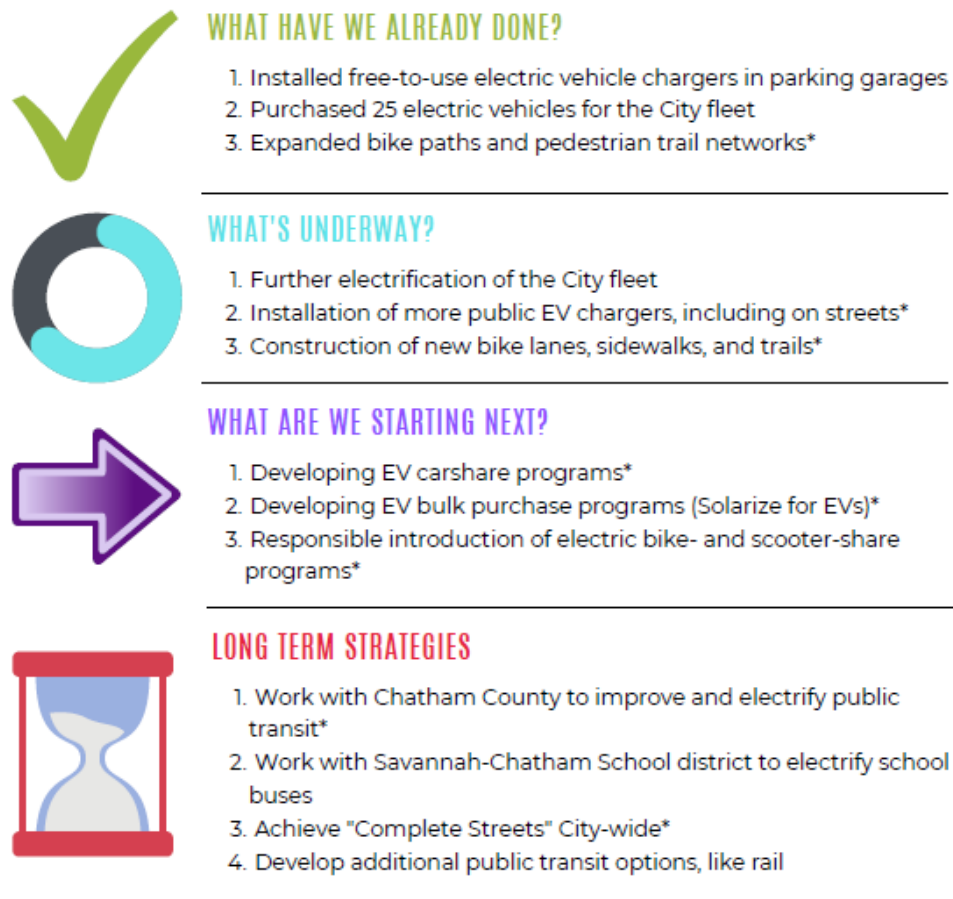 WHAT HAVE WE ALREADY DONE?
1. Installed free-to-use electric vehicle chargers in parking garages
2. Purchased 25 electric vehicles for the City fleet
3. Expanded bike paths and pedestrian trail networks*
WHAT'S UNDERWAY?
1. Further electrification of the City fleet
2. Installation of more public EV chargers, including on streets*
3. Construction of new bike lanes, sidewalks, and trails*
WHAT ARE WE STARTING NEXT?
1. Developing EV carshare programs*
2. Developing EV bulk purchase programs (Solarize for EVs)*
3. Responsible introduction of electric bike- and scooter-share
programs*
LONG TERM STRATEGIES
1. Work with Chatham County to improve and electrify public
transit*
2. Work with Savannah-Chatham School district to electrify school
buses
3. Achieve "Complete Streets" City-wide*
4. Develop additional public transit options, like rail